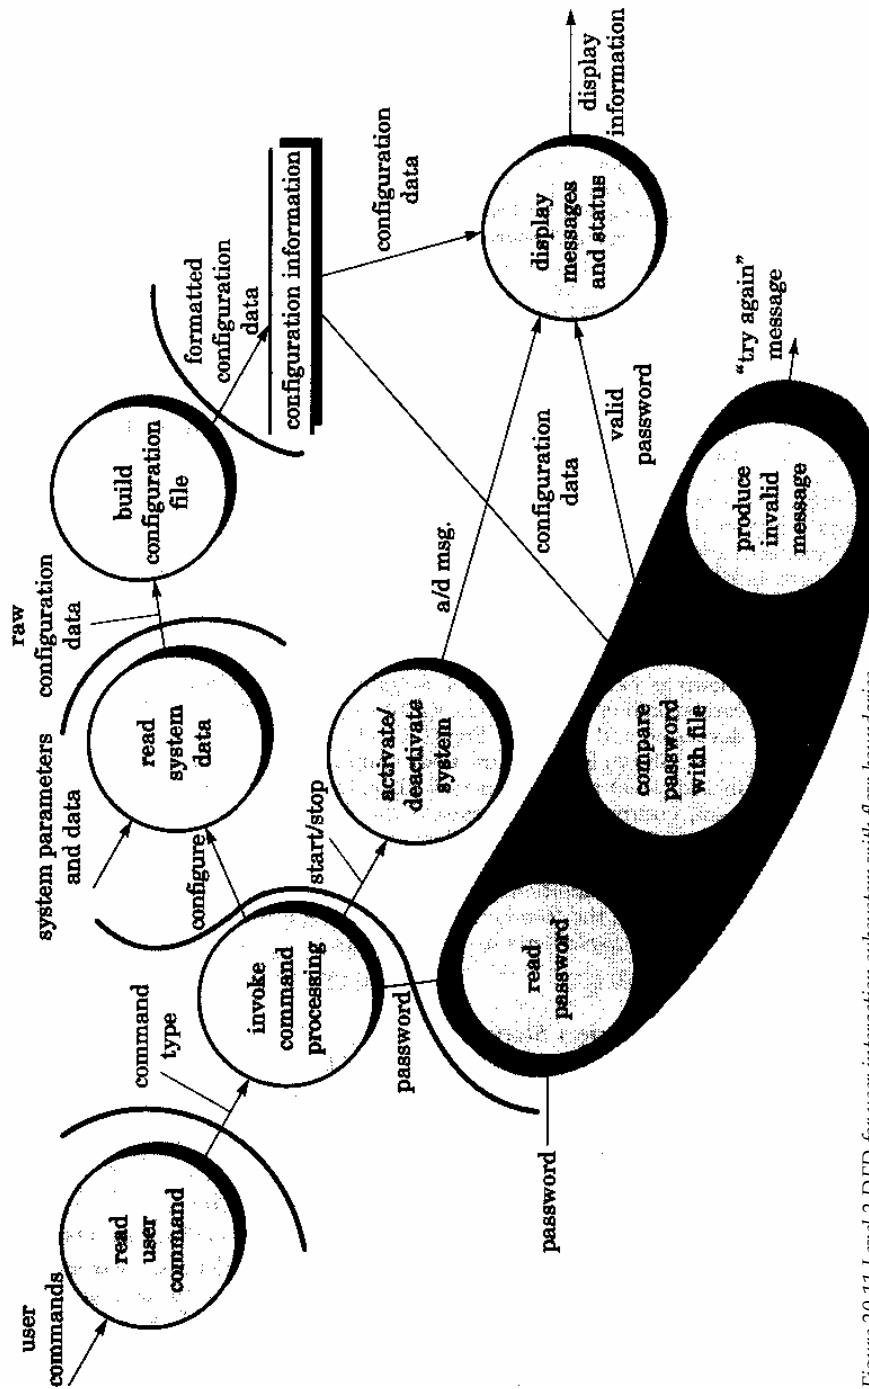 user
commands
read
user
command
command
type
invoke
command
processing
configure
system parameters
and data
read
system
data
raw
configuration
data
build
configuration
file
formatted
configuration
data
configuration information
configuration
data
start/stop
activate/
deactivate
system
a/d msg.
password
password
read
password
compare
password
with file
configuration
data
valid
password
produce
invalid
message
"try again"
message
display
messages
and status
display
information
Figure 20.11 Level 2 DFD for user interaction subsystem with flow boundaries